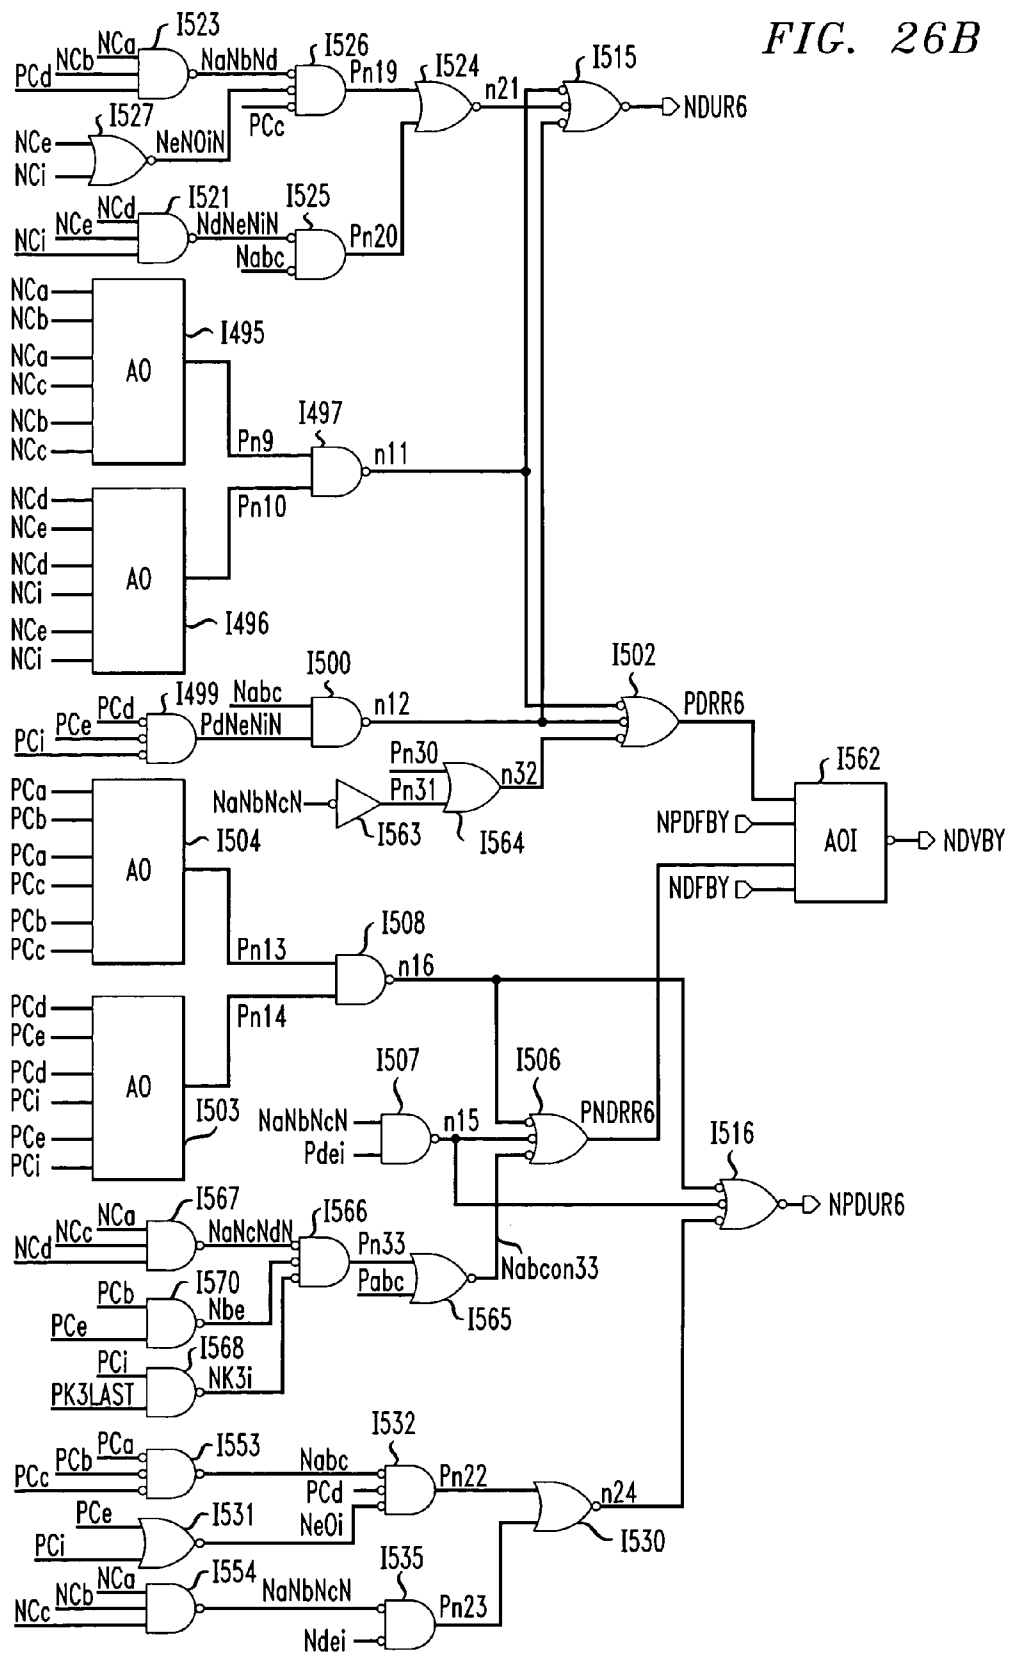 FIG. 26B
NCa I523
NCb NaNbNd I526 I524 I515
PCd Pn19 n21 NDUR6
I527 PCc
NCe NeNOiN
NCi
NCd I521 I525
NCe NdNeNiN Pn20
NCi Nabc
NCa
NCb I495
NCa AO
NCc
NCb I497
NCc Pn9 n11
NCd Pn10
NCe
NCd AO
NCi
NCe I496
NCi I500 I502
PCd I499 Nabc n12 PDRR6
PCe PdNeNiN
PCi Pn30 n32 I562
PCa NaNbNcN Pn31
PCb I563 I564 NPDFBY
PCa I504 AOI NDVBY
PCc AO NDFBY
PCb I508
PCc Pn13 n16
PCd Pn14
PCe
PCd AO I507 I506
PCi I503 NaNbNcN n15 PNDRR6
PCe Pdei I516
PCi
NCa I567 I566 NPDUR6
NCc NaNcNdN Pn33
NCd Pabc Nabcon33
PCb I570 I565
PCe Nbe
PCi I568
PK3LAST NK3i
PCa I553 I532
PCb Nabc Pn22 n24
PCc PCd
PCe I531 NeOi I530
PCi
NCa I554 I535
NCb NaNbNcN Pn23
NCc Ndei